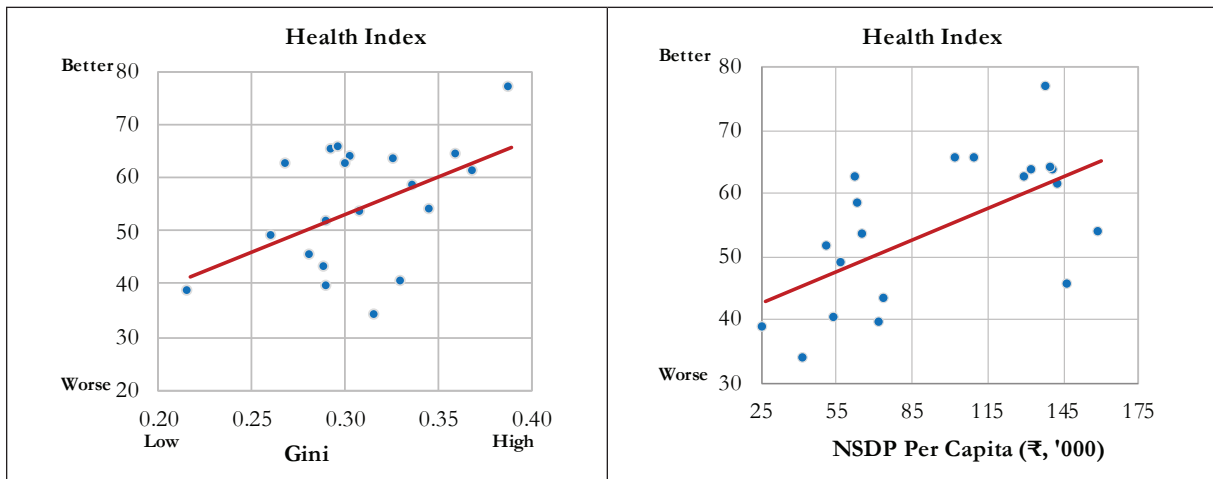 Health Index
Better
80
70
60
50
40
30
Worse 20
0.20 0.25 0.30 0.35 0.40
Low High
Gini
Health Index
Better
80
70
60
50
40
Worse
30
25 55 85 115 145 175
NSDP Per Capita (₹, '000)